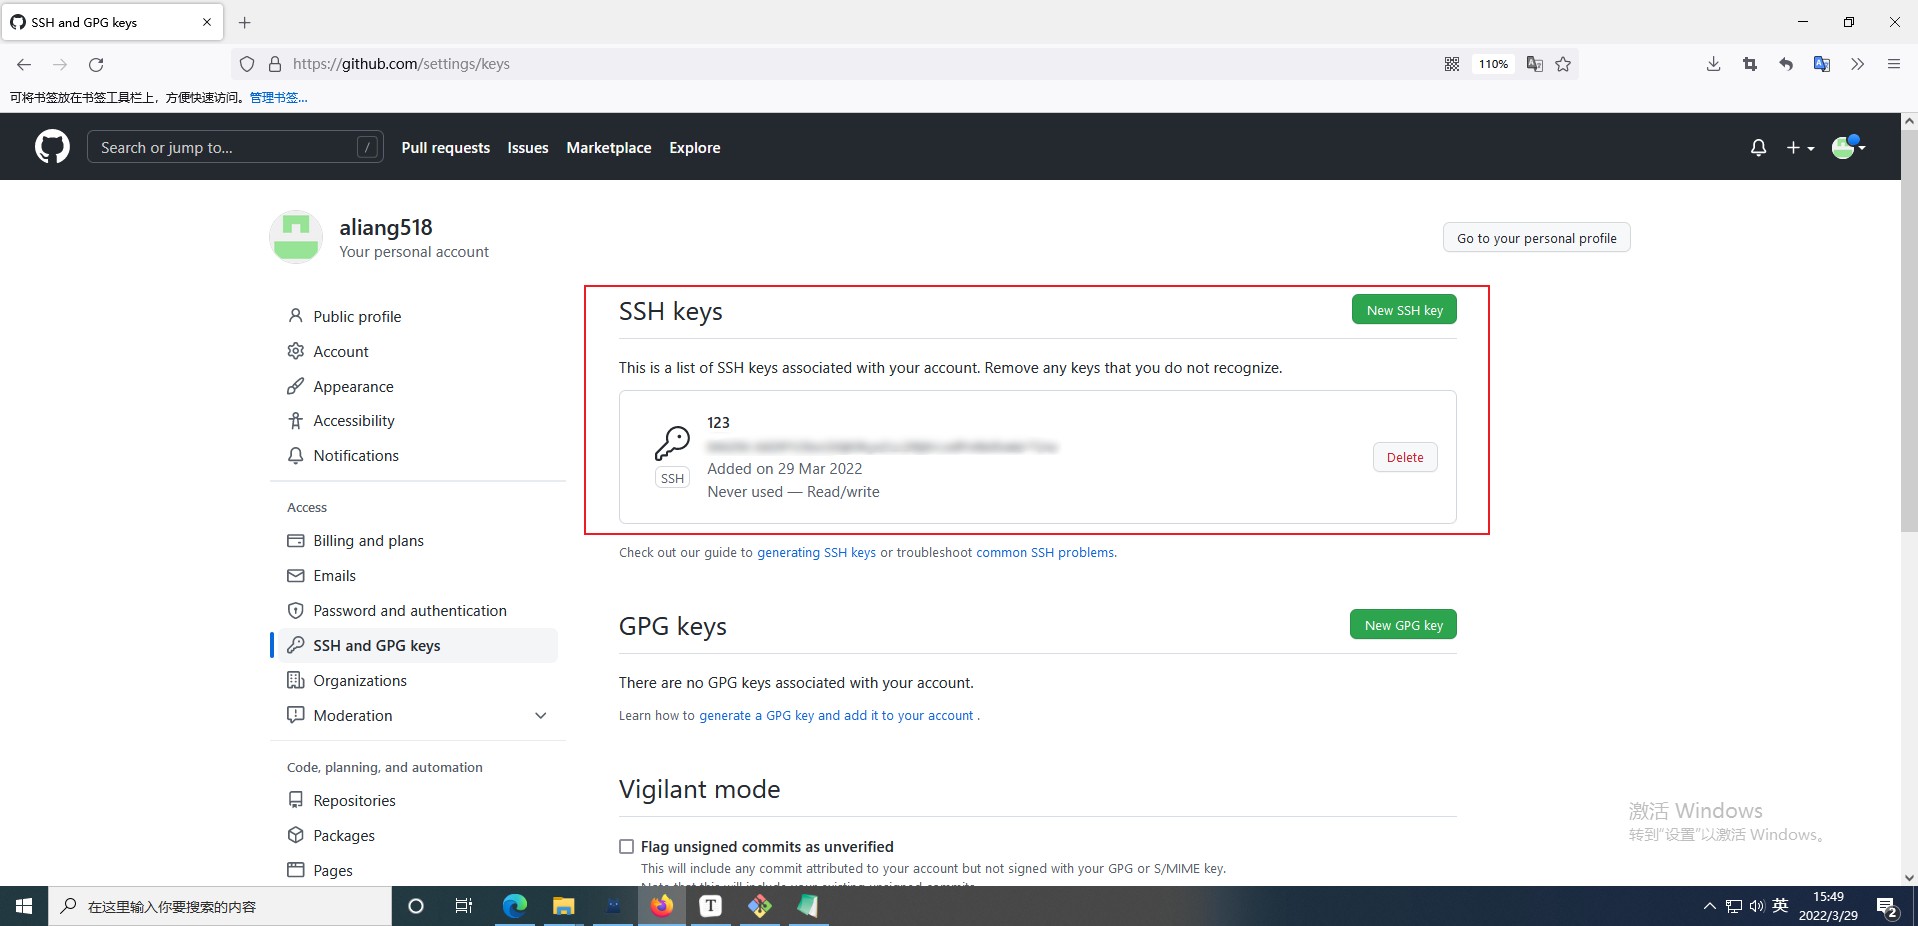 SSH and GPG keys
https://github.com/settings/keys
110%
可将书签放在书签工具栏上，方便快速访问。管理书签...
Search or jump to... /
Pull requests Issues Marketplace Explore
aliang518
Your personal account
Go to your personal profile
Public profile
Account
Appearance
Accessibility
Notifications
Access
Billing and plans
Emails
Password and authentication
SSH and GPG keys
Organizations
Moderation
Code, planning, and automation
Repositories
Packages
Pages
SSH keys
New SSH key
This is a list of SSH keys associated with your account. Remove any keys that you do not recognize.
123
Added on 29 Mar 2022
Never used — Read/write
SSH
Delete
Check out our guide to generating SSH keys or troubleshoot common SSH problems.
GPG keys
New GPG key
There are no GPG keys associated with your account.
Learn how to generate a GPG key and add it to your account .
Vigilant mode
Flag unsigned commits as unverified
This will include any commit attributed to your account but not signed with your GPG or S/MIME key.
Note that this will include your existing unsigned commits.
激活 Windows
转到“设置”以激活 Windows。
在这里输入你要搜索的内容
T
英
15:49
2022/3/29
2